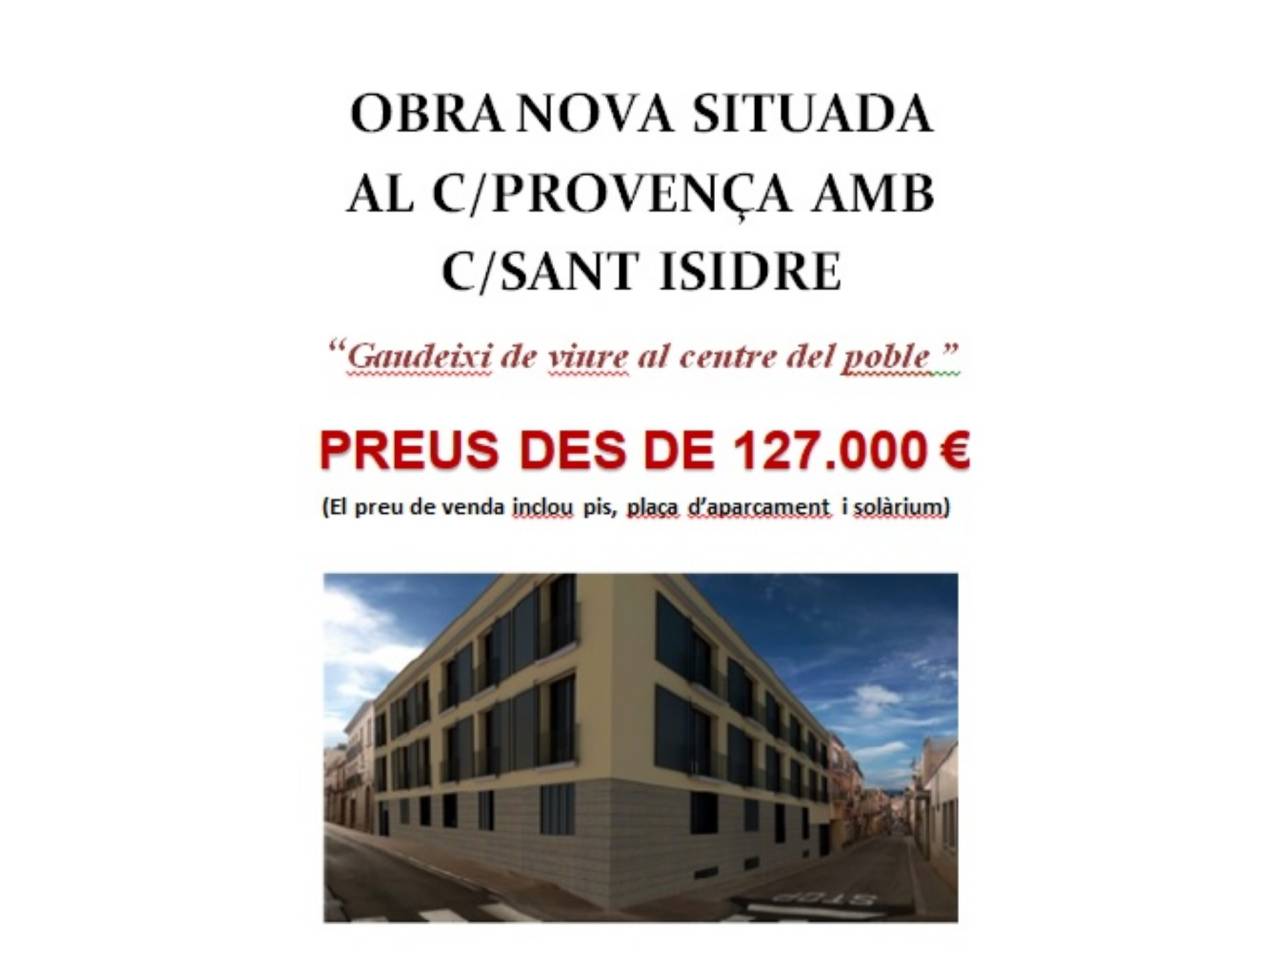 OBRA NOVA SITUADA
AL C/PROVENÇA AMB
C/SANT ISIDRE
“Gaudeixi de viure al centre del poble ”
PREUS DES DE 127.000 €
(El preu de venda inclou pis, plaça d’aparcament i solàrium)
STOP